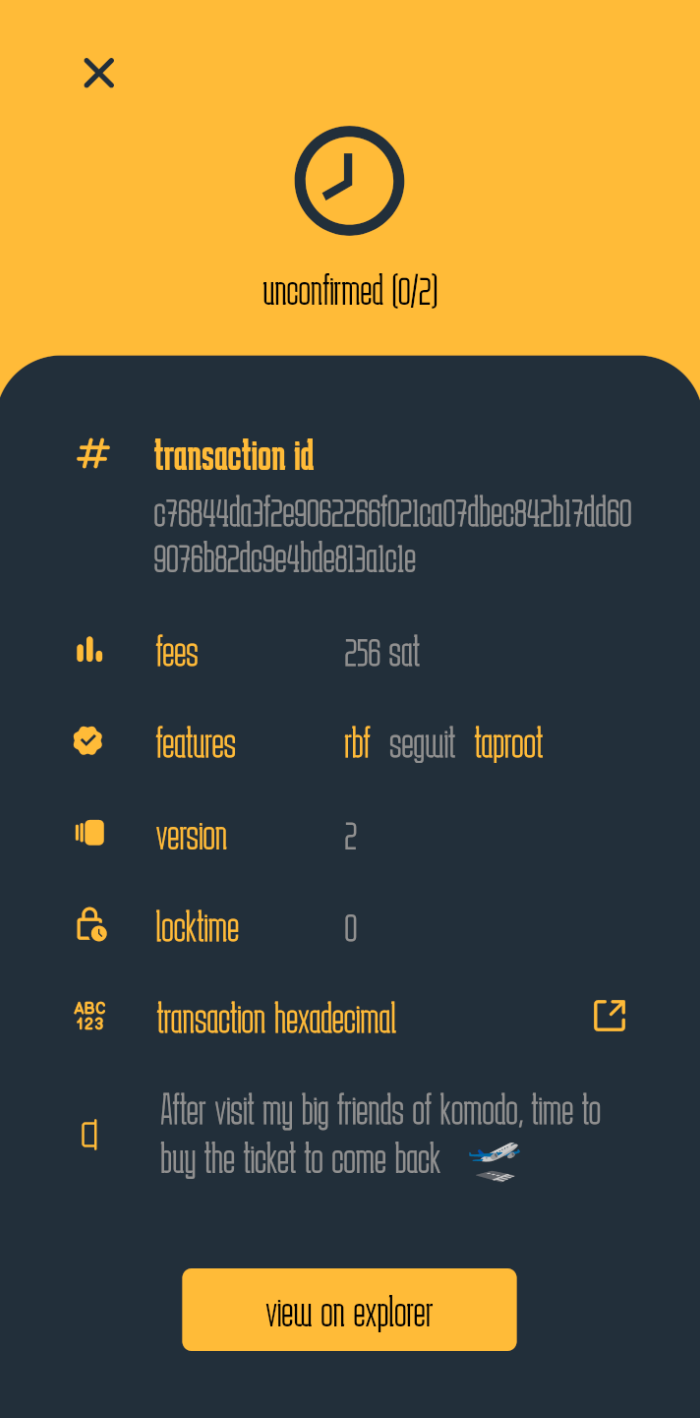 unconfirmed (0/2)
transaction id
c76844da3f2e9062266f021ca07dbec842b17dd60
9076b82dc9e4bde813a1c1e
fees 256 sat
features rbf segwit taproot
version 2
locktime 0
ABC
123
transaction hexadecimal
After visit my big friends of komodo, time to
buy the ticket to come back
view on explorer